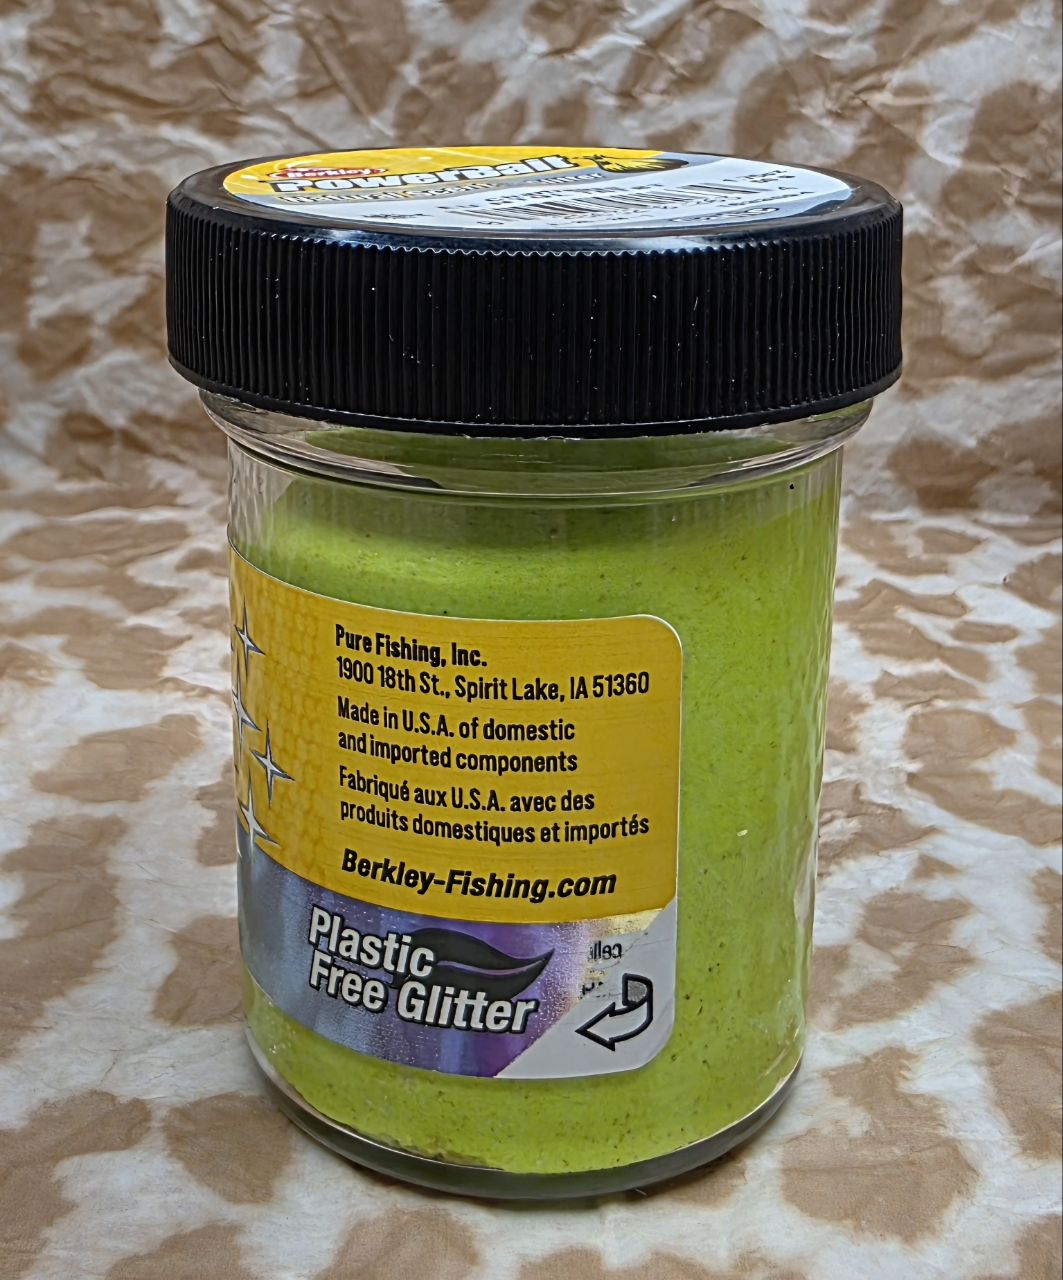 Berkley
PowerBait
Pure Fishing, Inc.
1900 18th St., Spirit Lake, IA 51360
Made in U.S.A. of domestic
and imported components
Fabriqué aux U.S.A. avec des
produits domestiques et importés
Berkley-Fishing.com
Plastic
Free Glitter